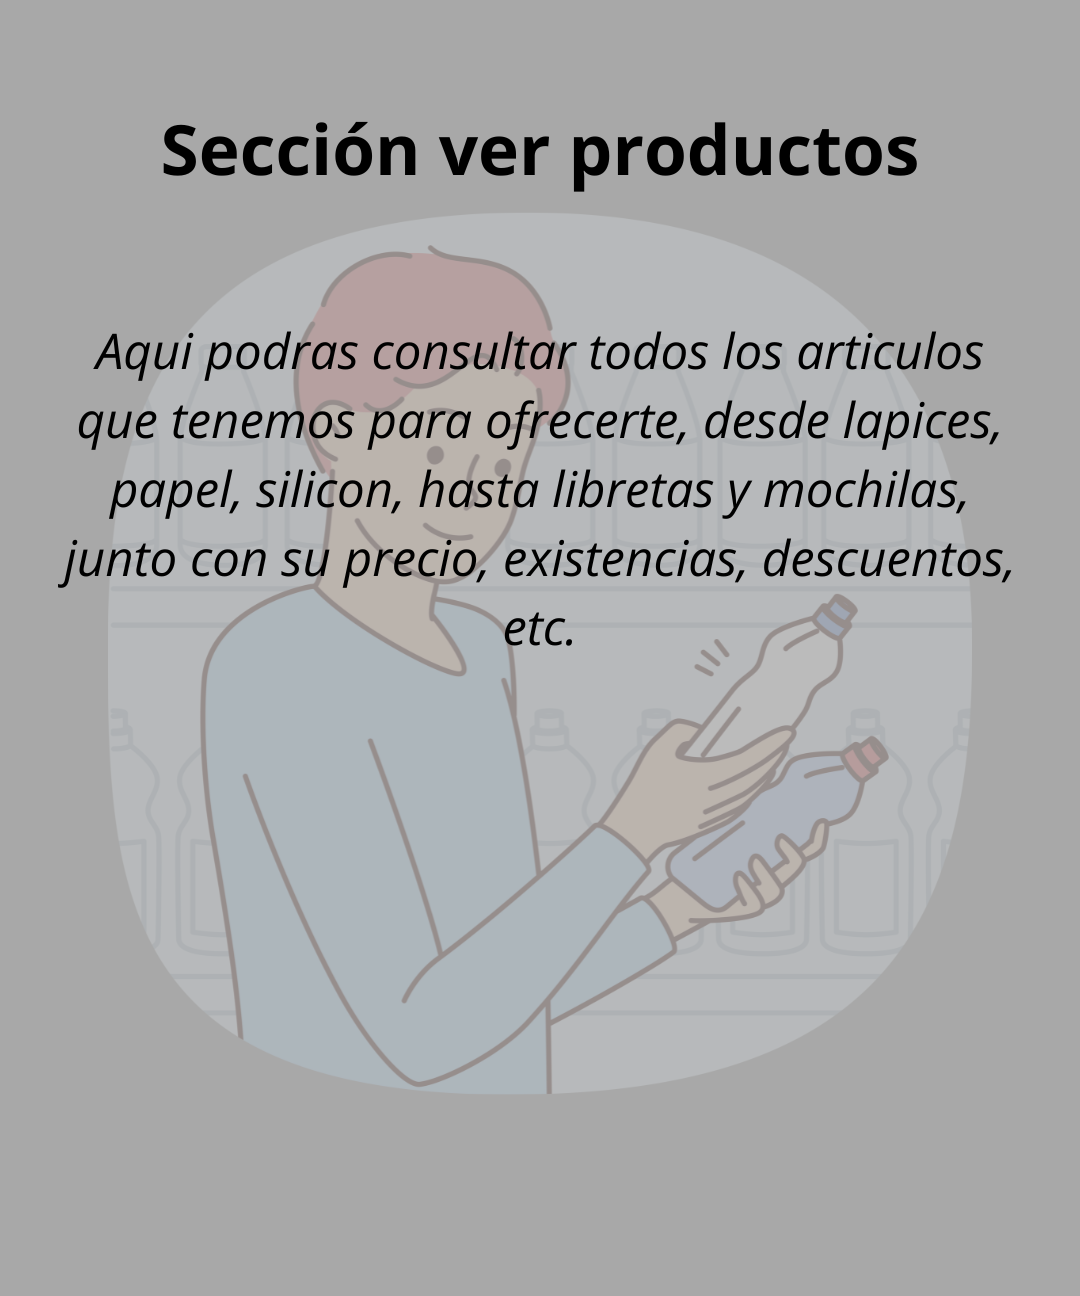 Sección ver productos
Aqui podras consultar todos los articulos
que tenemos para ofrecerte, desde lapices,
papel, silicon, hasta libretas y mochilas,
junto con su precio, existencias, descuentos,
etc.